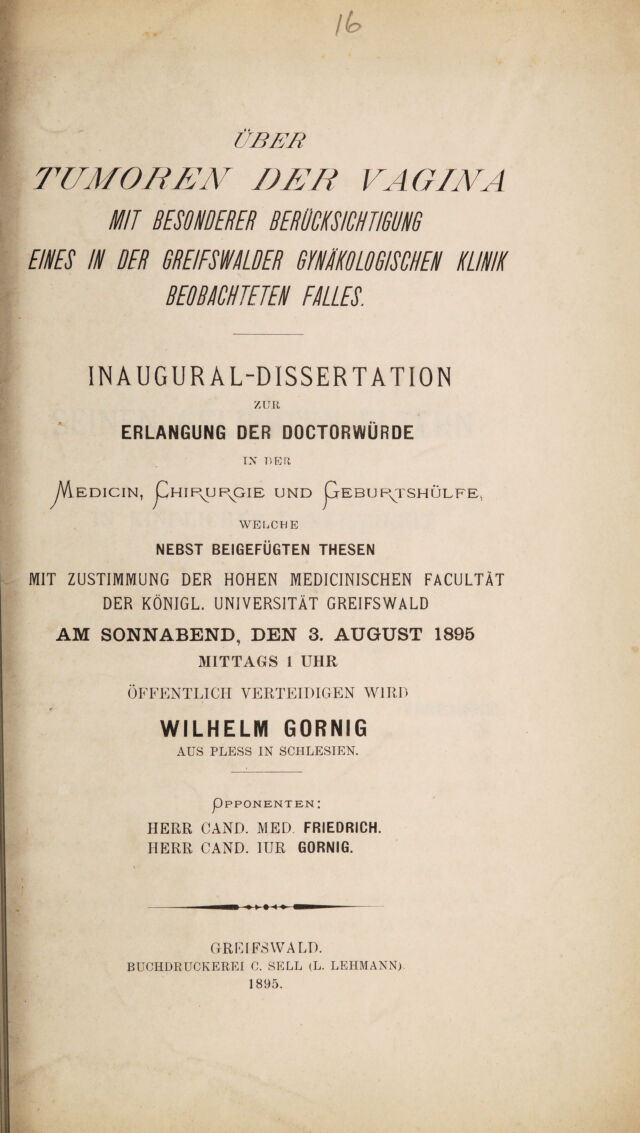 16
ÜBER
TUMOREN DER VAGINA
MIT BESONDERER BERÜCKSICHTIGUNG
EINES IN DER GREIFSWALDER GYNÄKOLOGISCHEN KLINIK
BEOBACHTETEN FALLES.
INAUGURAL-DISSERTATION
ZUR
ERLANGUNG DER DOCTORWÜRDE
IN DER
MEDICIN, CHIRURGIE UND GEBURTSHÜLFE,
WELCHE
NEBST BEIGEFÜGTEN THESEN
MIT ZUSTIMMUNG DER HOHEN MEDICINISCHEN FACULTÄT
DER KÖNIGL. UNIVERSITÄT GREIFSWALD
AM SONNABEND, DEN 3. AUGUST 1895
MITTAGS 1 UHR
ÖFFENTLICH VERTEIDIGEN WIRD
WILHELM GORNIG
AUS PLESS IN SCHLESIEN.
OPPONENTEN:
HERR CAND. MED. FRIEDRICH.
HERR CAND. IUR GORNIG.
GREIFSWALD.
BUCHDRUCKEREI C. SELL (L. LEHMANN).
1895.